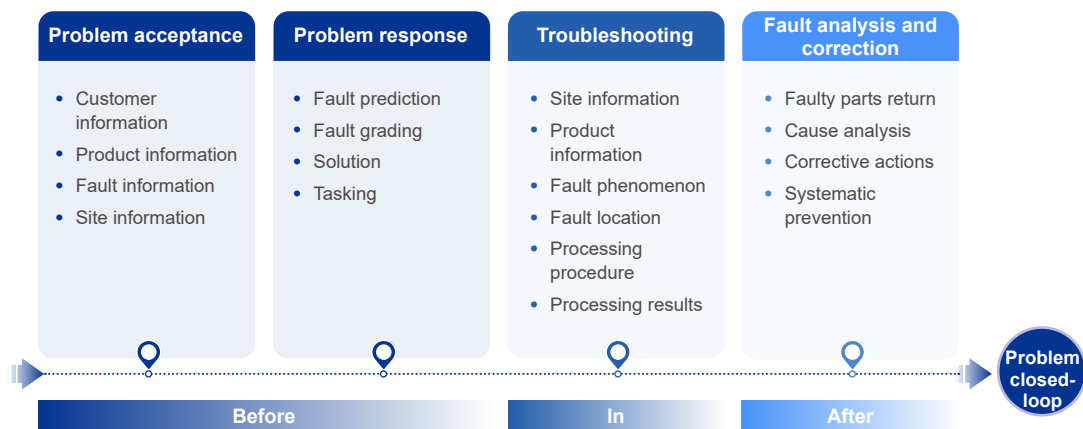 Problem acceptance
Customer
information
Product information
Fault information
Site information
Problem response
Fault prediction
Fault grading
Solution
Tasking
Troubleshooting
Site information
Product
information
Fault phenomenon
Fault location
Processing
procedure
Processing results
Fault analysis and
correction
Faulty parts return
Cause analysis
Corrective actions
Systematic
prevention
Problem
closed-
loop
Before
In
After